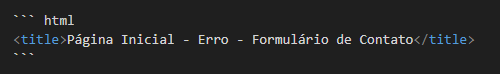 ``` html
<title>Página Inicial - Erro - Formulário de Contato</title>
```